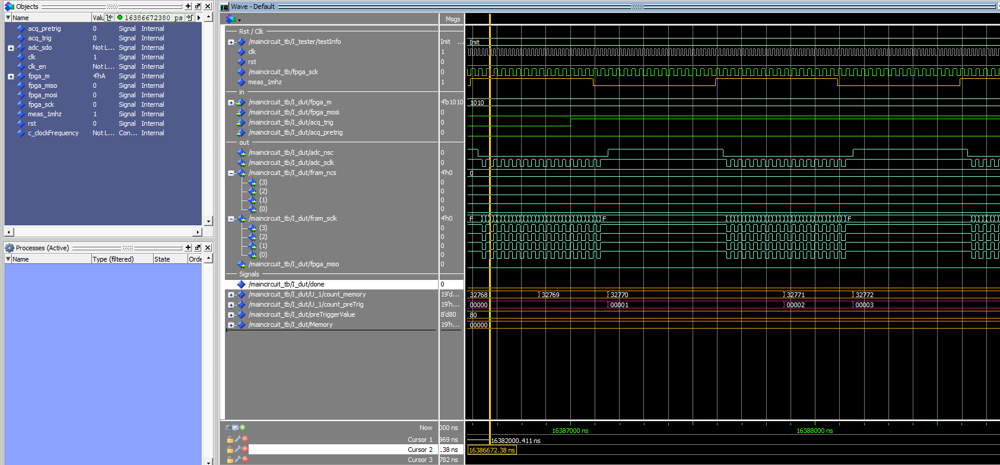 Objects
Name Valu 16386672380 ps
acq_pretrig 0 Signal Internal
acq_trig 0 Signal Internal
adc_sdo Not L... Signal Internal
clk 1 Signal Internal
clk_en Not L... Signal Internal
fpga_m 4'hA Signal Internal
fpga_miso 0 Signal Internal
fpga_mosi 0 Signal Internal
fpga_sck 0 Signal Internal
meas_1mhz 1 Signal Internal
rst 0 Signal Internal
c_clockFrequency Not L... Con... Internal
Processes (Active)
Name Type (filtered) State Orde
Wave - Default
Msgs
Rst / Clk
/maincircuit_tb/I_tester/testInfo Init ... Init
clk 1
rst 0
/maincircuit_tb/fpga_sck 0
meas_1mhz 1
in
/maincircuit_tb/I_dut/fpga_m 4'b1010 1010
/maincircuit_tb/I_dut/fpga_mosi 0
/maincircuit_tb/I_dut/acq_trig 0
/maincircuit_tb/I_dut/acq_pretrig 0
out
/maincircuit_tb/I_dut/adc_nsc 0
/maincircuit_tb/I_dut/adc_sclk 0
/maincircuit_tb/I_dut/fram_ncs 4'h0 0
(3) 0
(2) 0
(1) 0
(0) 0
/maincircuit_tb/I_dut/fram_sclk 4'h0 F F F
(3) 0
(2) 0
(1) 0
(0) 0
/maincircuit_tb/I_dut/fpga_miso 0
Signals
/maincircuit_tb/I_dut/done 0
/maincircuit_tb/I_dut/U_1/count_memory 19'd... 32768 32769 32770 32771 32772
/maincircuit_tb/I_dut/U_1/count_preTrig 19'h... 00000 00001 00002 00003
/maincircuit_tb/I_dut/preTriggerValue 8'd80 80
/maincircuit_tb/I_dut/Memory 19'h... 00000
Now 000 ns 16387000 ns 16388000 ns
Cursor 1 969 ns 16382000.411 ns
Cursor 2 .38 ns 16386672.38 ns
Cursor 3 782 ns